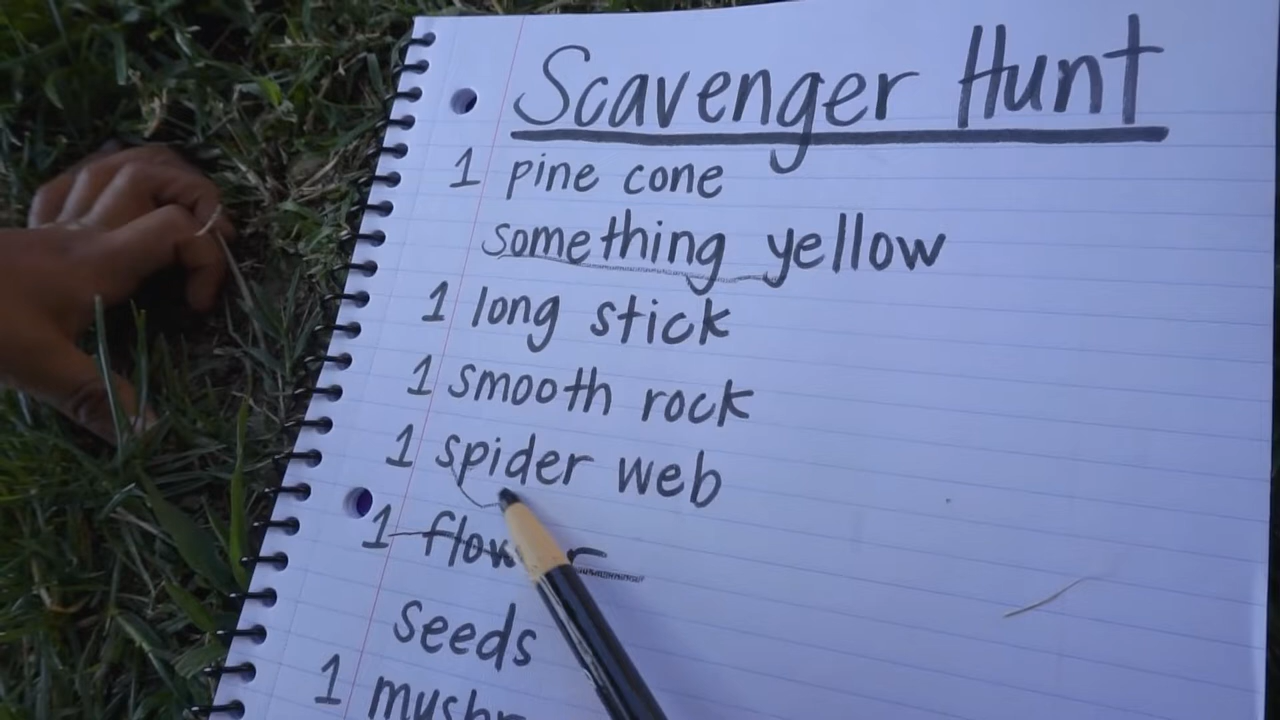 Scavenger Hunt
1 pine cone
something yellow
1 long stick
1 smooth rock
1 spider web
1 flower
seeds
1